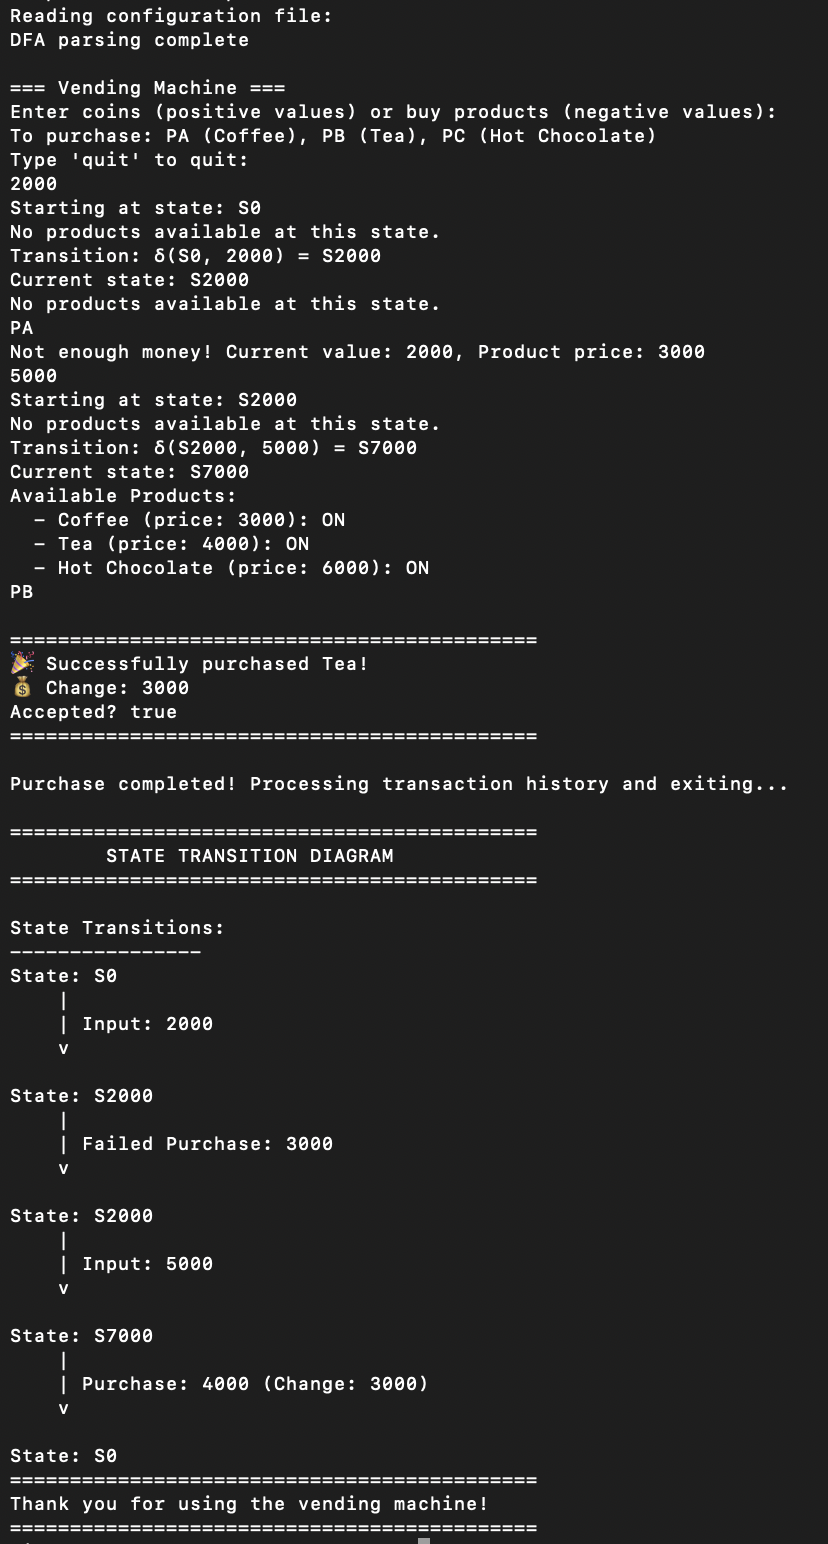 Reading configuration file:
DFA parsing complete
=== Vending Machine ===
Enter coins (positive values) or buy products (negative values):
To purchase: PA (Coffee), PB (Tea), PC (Hot Chocolate)
Type 'quit' to quit:
2000
Starting at state: S0
No products available at this state.
Transition: δ(S0, 2000) = S2000
Current state: S2000
No products available at this state.
PA
Not enough money! Current value: 2000, Product price: 3000
5000
Starting at state: S2000
No products available at this state.
Transition: δ(S2000, 5000) = S7000
Current state: S7000
Available Products:
  - Coffee (price: 3000): ON
  - Tea (price: 4000): ON
  - Hot Chocolate (price: 6000): ON
PB
============================================
🎉 Successfully purchased Tea!
💰 Change: 3000
Accepted? true
============================================
Purchase completed! Processing transaction history and exiting...
============================================
        STATE TRANSITION DIAGRAM
============================================
State Transitions:
----------------
State: S0
    |
    | Input: 2000
    v
State: S2000
    |
    | Failed Purchase: 3000
    v
State: S2000
    |
    | Input: 5000
    v
State: S7000
    |
    | Purchase: 4000 (Change: 3000)
    v
State: S0
============================================
Thank you for using the vending machine!
============================================